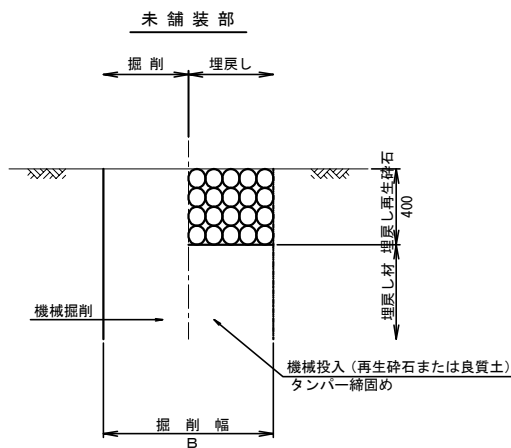 未舗装部
掘削
埋戻し
埋戻し再生砕石
400
埋戻し材
機械掘削
機械投入（再生砕石または良質土）
タンパー締固め
掘削幅
B